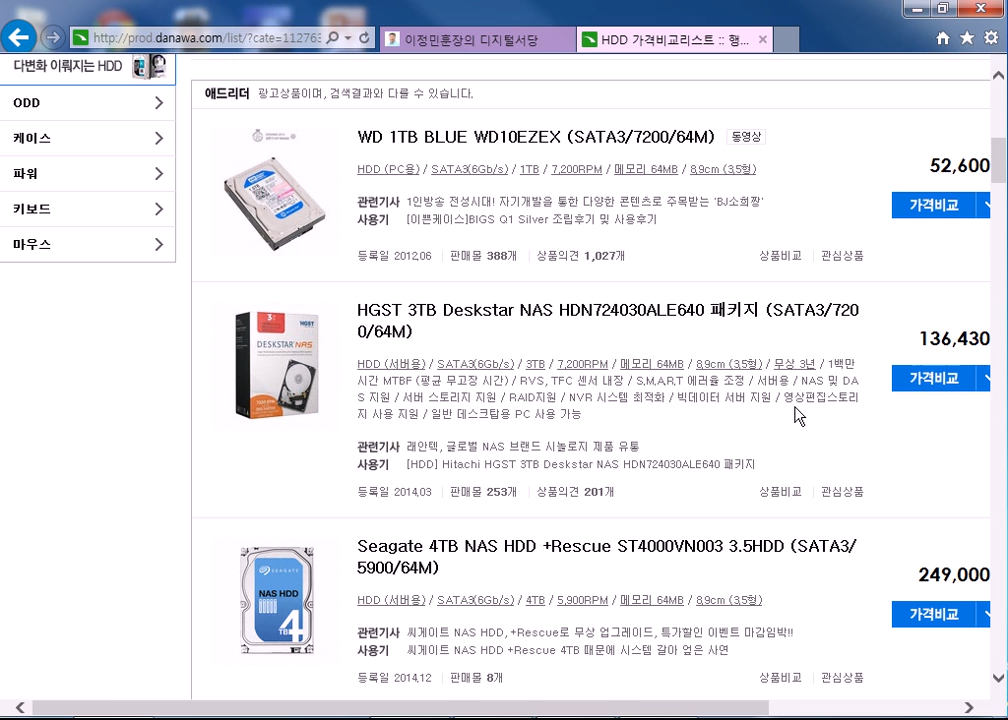 http://prod.danawa.com/list/?cate=112763
이정민훈장의 디지털서당
HDD 가격비교리스트 :: 행...
다변화 이뤄지는 HDD
ODD
케이스
파워
키보드
마우스
애드리더 광고상품이며, 검색결과와 다를 수 있습니다.
WD 1TB BLUE WD10EZEX (SATA3/7200/64M) 동영상
HDD (PC용) / SATA3(6Gb/s) / 1TB / 7,200RPM / 메모리 64MB / 8,9cm (3,5형)
관련기사 1인방송 전성시대! 자기개발을 통한 다양한 콘텐츠로 주목받는 'BJ소희짱'
사용기 [이쁜케이스]BIGS Q1 Silver 조립후기 및 사용후기
등록일 2012,06 판매몰 388개 상품의견 1,027개 상품비교 관심상품
52,600
가격비교
HGST 3TB Deskstar NAS HDN724030ALE640 패키지 (SATA3/720
0/64M)
HDD (서버용) / SATA3(6Gb/s) / 3TB / 7,200RPM / 메모리 64MB / 8,9cm (3,5형) / 무상 3년 / 1백만
시간 MTBF (평균 무고장 시간) / RVS, TFC 센서 내장 / S,M,A,R,T 에러율 조정 / 서버용 / NAS 및 DA
S 지원 / 서버 스토리지 지원 / RAID지원 / NVR 시스템 최적화 / 빅데이터 서버 지원 / 영상편집스토리
지 사용 지원 / 일반 데스크탑용 PC 사용 가능
관련기사 래안텍, 글로벌 NAS 브랜드 시놀로지 제품 유통
사용기 [HDD] Hitachi HGST 3TB Deskstar NAS HDN724030ALE640 패키지
등록일 2014,03 판매몰 253개 상품의견 201개 상품비교 관심상품
136,430
가격비교
HGST
DESKSTAR NAS
Seagate 4TB NAS HDD +Rescue ST4000VN003 3.5HDD (SATA3/
5900/64M)
HDD (서버용) / SATA3(6Gb/s) / 4TB / 5,900RPM / 메모리 64MB / 8,9cm (3,5형)
관련기사 씨게이트 NAS HDD, +Rescue로 무상 업그레이드, 특가할인 이벤트 마감임박!!
사용기 씨게이트 NAS HDD +Rescue 4TB 때문에 시스템 갈아 엎은 사연
등록일 2014,12 판매몰 8개 상품비교 관심상품
249,000
가격비교
SEAGATE
NAS HDD
4
TB